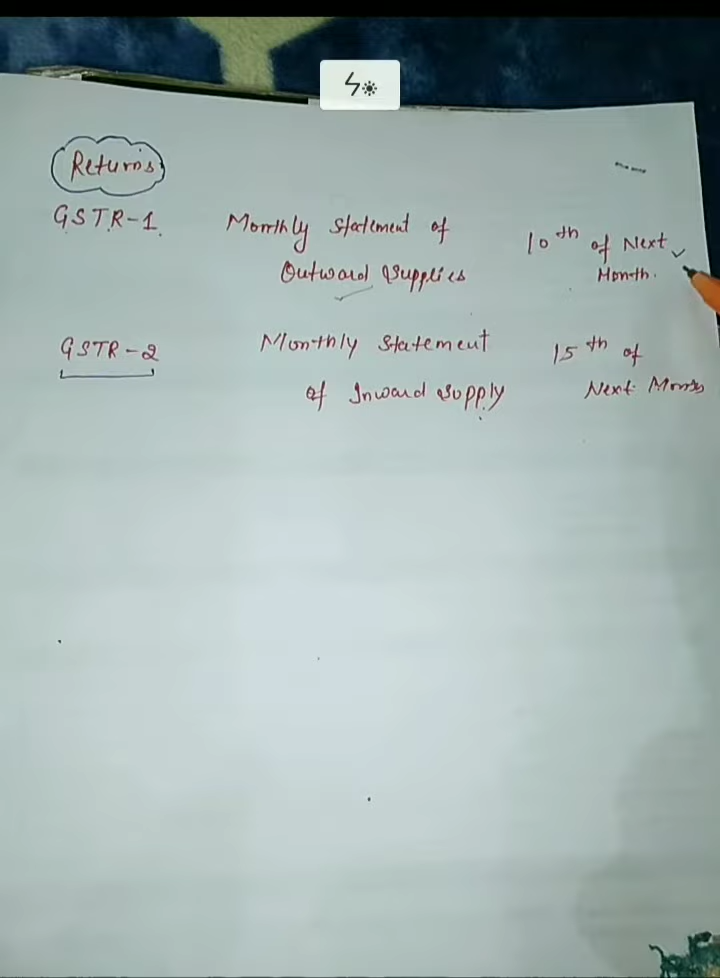 Returns
GSTR-1 Monthly Statement of 10th of Next
Outward Supplies Month.
GSTR-2 Monthly Statement 15th of
of Inward Supply Next Month